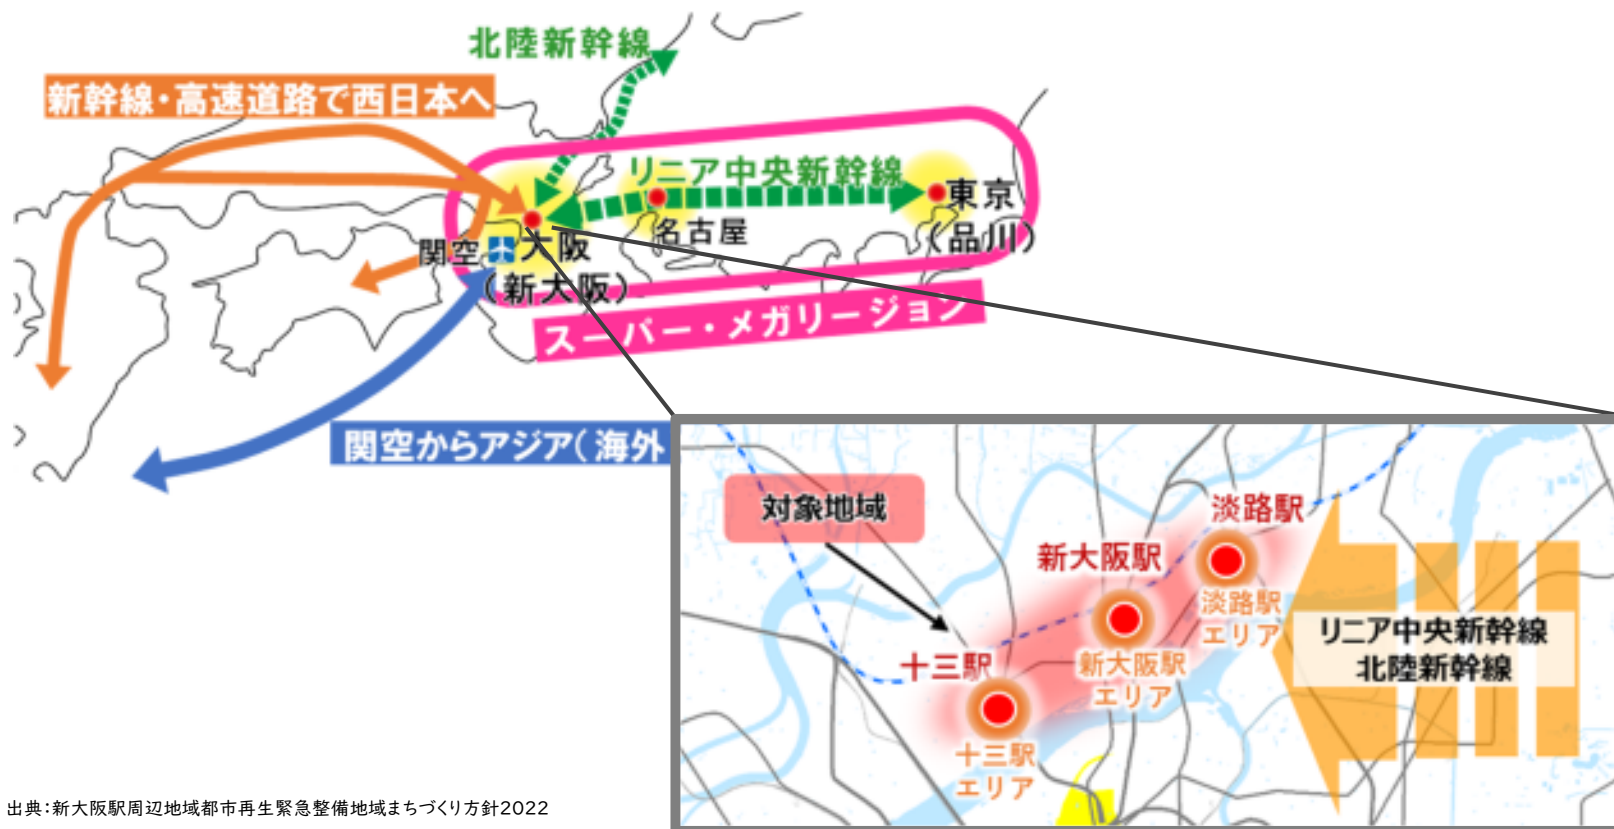 北陸新幹線
新幹線・高速道路で西日本へ
リニア中央新幹線
東京
（品川）
名古屋
関空
大阪
（新大阪）
スーパー・メガリージョン
関空からアジア（海外
対象地域
淡路駅
新大阪駅
淡路駅
エリア
リニア中央新幹線
北陸新幹線
十三駅
新大阪駅
エリア
十三駅
エリア
出典：新大阪駅周辺地域都市再生緊急整備地域まちづくり方針2022